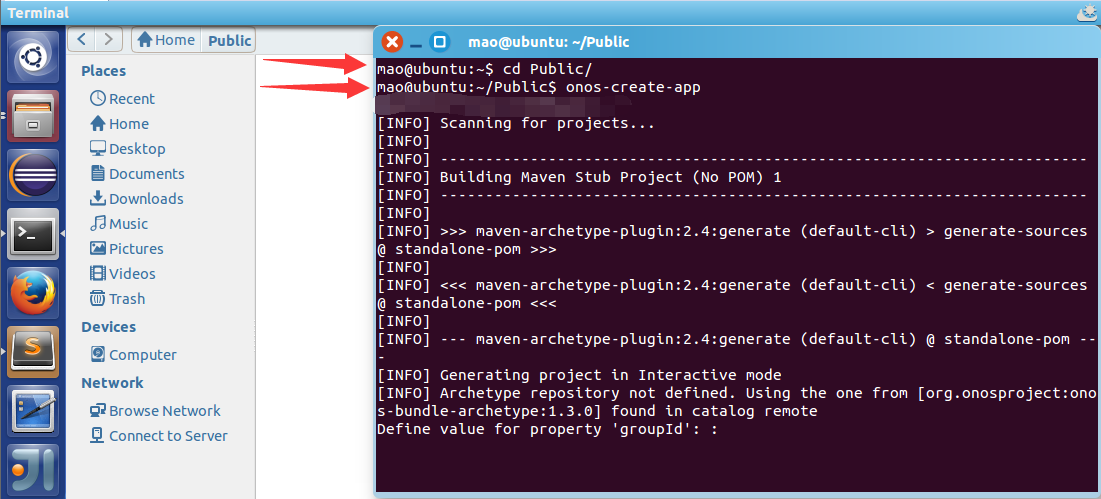 Terminal
Home
Public
Places
Recent
Home
Desktop
Documents
Downloads
Music
Pictures
Videos
Trash
Devices
Computer
Network
Browse Network
Connect to Server
mao@ubuntu: ~/Public
mao@ubuntu:~$ cd Public/
mao@ubuntu:~/Public$ onos-create-app
[INFO] Scanning for projects...
[INFO]
[INFO] ------------------------------------------------------------------------
[INFO] Building Maven Stub Project (No POM) 1
[INFO] ------------------------------------------------------------------------
[INFO]
[INFO] >>> maven-archetype-plugin:2.4:generate (default-cli) > generate-sources
@ standalone-pom >>>
[INFO]
[INFO] <<< maven-archetype-plugin:2.4:generate (default-cli) < generate-sources
@ standalone-pom <<<
[INFO]
[INFO] --- maven-archetype-plugin:2.4:generate (default-cli) @ standalone-pom --
-
[INFO] Generating project in Interactive mode
[INFO] Archetype repository not defined. Using the one from [org.onosproject:ono
s-bundle-archetype:1.3.0] found in catalog remote
Define value for property 'groupId': :